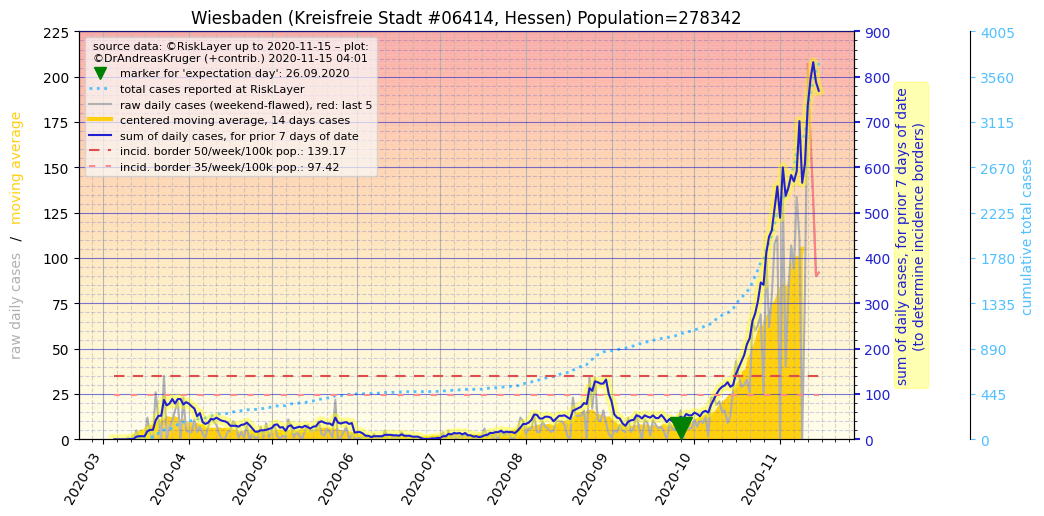 Wiesbaden (Kreisfreie Stadt #06414, Hessen) Population=278342
source data: ©RiskLayer up to 2020-11-15 – plot:
©DrAndreasKruger (+contrib.) 2020-11-15 04:01
marker for 'expectation day': 26.09.2020
total cases reported at RiskLayer
raw daily cases (weekend-flawed), red: last 5
centered moving average, 14 days cases
sum of daily cases, for prior 7 days of date
incid. border 50/week/100k pop.: 139.17
incid. border 35/week/100k pop.: 97.42
raw daily cases / moving average
225
200
175
150
125
100
75
50
25
0
2020-03
2020-04
2020-05
2020-06
2020-07
2020-08
2020-09
2020-10
2020-11
900
800
700
600
500
400
300
200
100
0
sum of daily cases, for prior 7 days of date
(to determine incidence borders)
4005
3560
3115
2670
2225
1780
1335
890
445
0
cumulative total cases